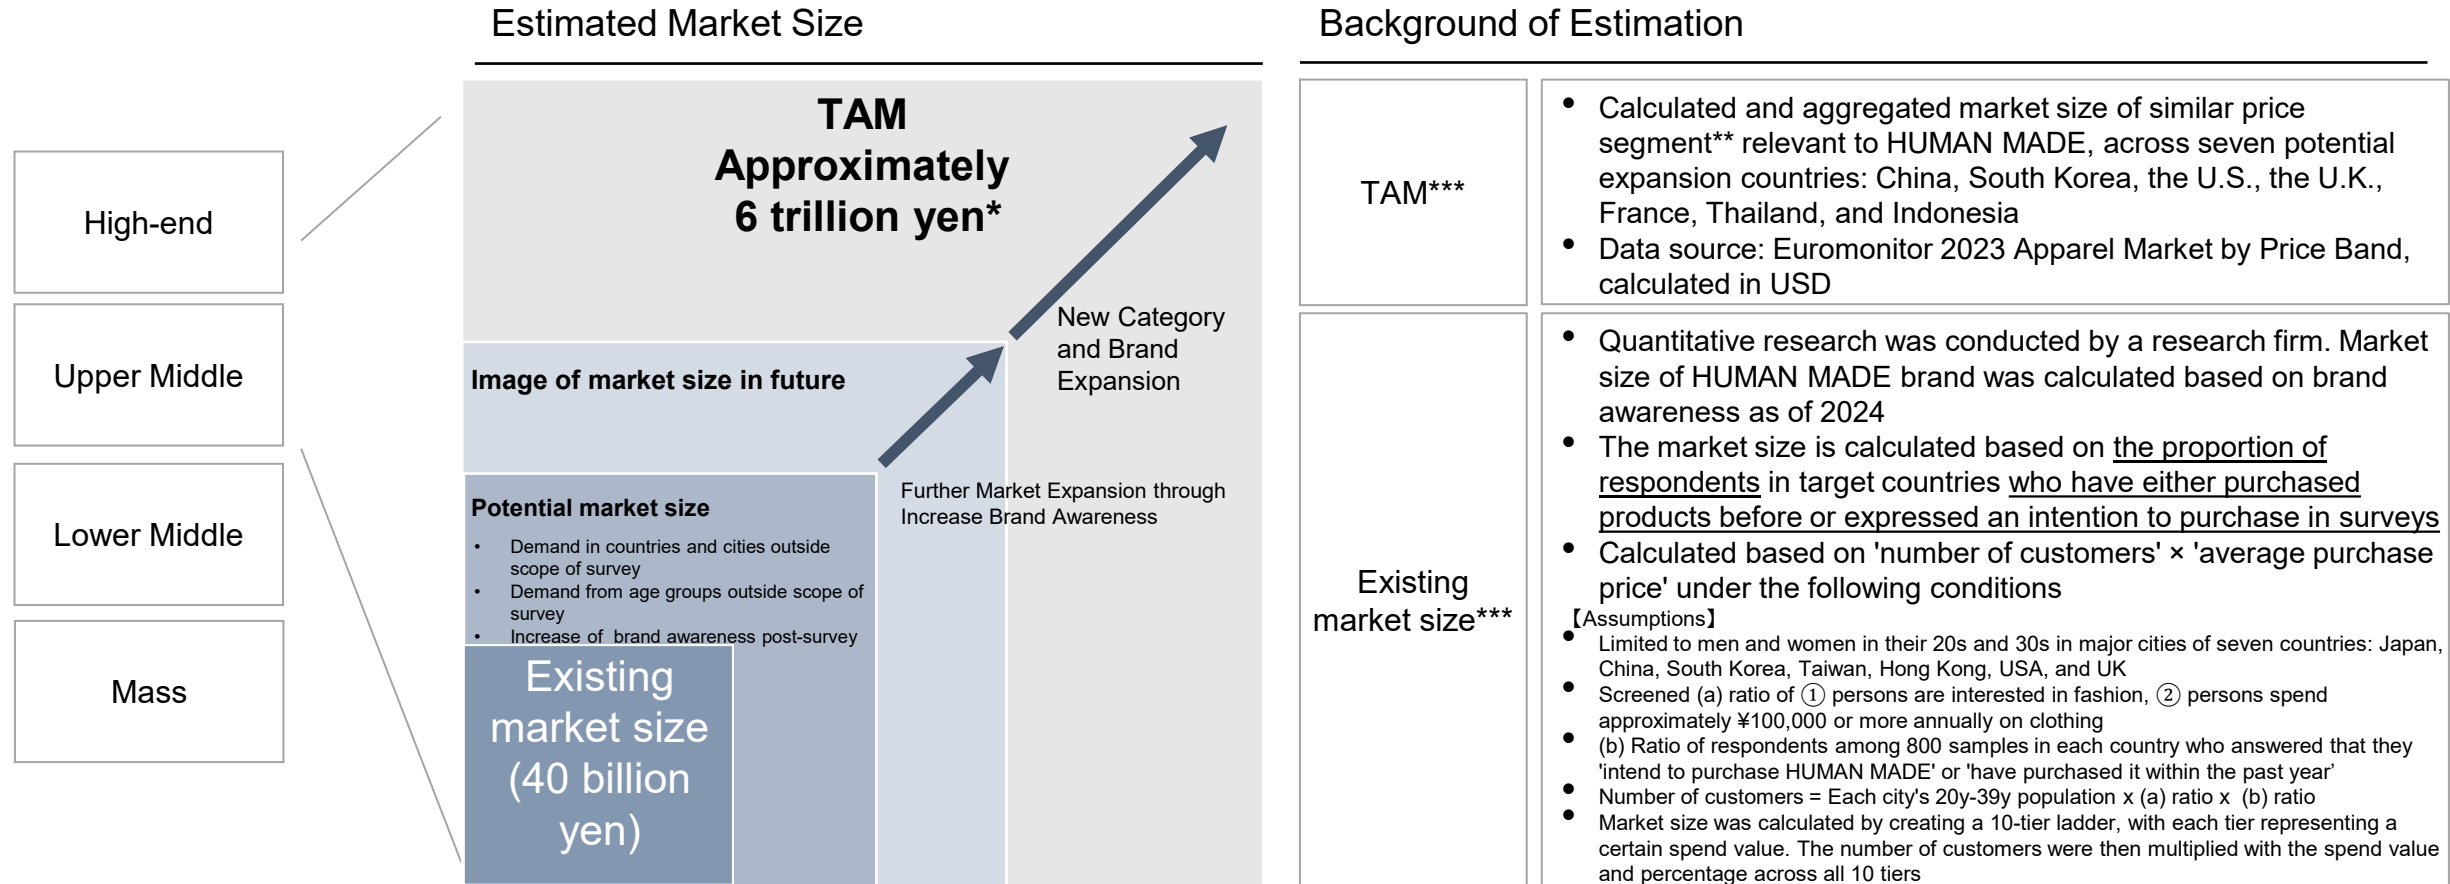 Estimated Market Size
Background of Estimation
High-end
Upper Middle
Lower Middle
Mass
TAM
Approximately
6 trillion yen*
New Category
and Brand
Expansion
Image of market size in future
Further Market Expansion through
Increase Brand Awareness
Potential market size
• Demand in countries and cities outside
scope of survey
• Demand from age groups outside scope of
survey
• Increase of brand awareness post-survey
Existing
market size
(40 billion
yen)
TAM***
• Calculated and aggregated market size of similar price
segment** relevant to HUMAN MADE, across seven potential
expansion countries: China, South Korea, the U.S., the U.K.,
France, Thailand, and Indonesia
• Data source: Euromonitor 2023 Apparel Market by Price Band,
calculated in USD
Existing
market size***
• Quantitative research was conducted by a research firm. Market
size of HUMAN MADE brand was calculated based on brand
awareness as of 2024
• The market size is calculated based on the proportion of
respondents in target countries who have either purchased
products before or expressed an intention to purchase in surveys
• Calculated based on 'number of customers' × 'average purchase
price' under the following conditions
【Assumptions】
• Limited to men and women in their 20s and 30s in major cities of seven countries: Japan,
China, South Korea, Taiwan, Hong Kong, USA, and UK
• Screened (a) ratio of ① persons are interested in fashion, ② persons spend
approximately ¥100,000 or more annually on clothing
• (b) Ratio of respondents among 800 samples in each country who answered that they
'intend to purchase HUMAN MADE' or 'have purchased it within the past year’
• Number of customers = Each city's 20y-39y population x (a) ratio x (b) ratio
• Market size was calculated by creating a 10-tier ladder, with each tier representing a
certain spend value. The number of customers were then multiplied with the spend value
and percentage across all 10 tiers